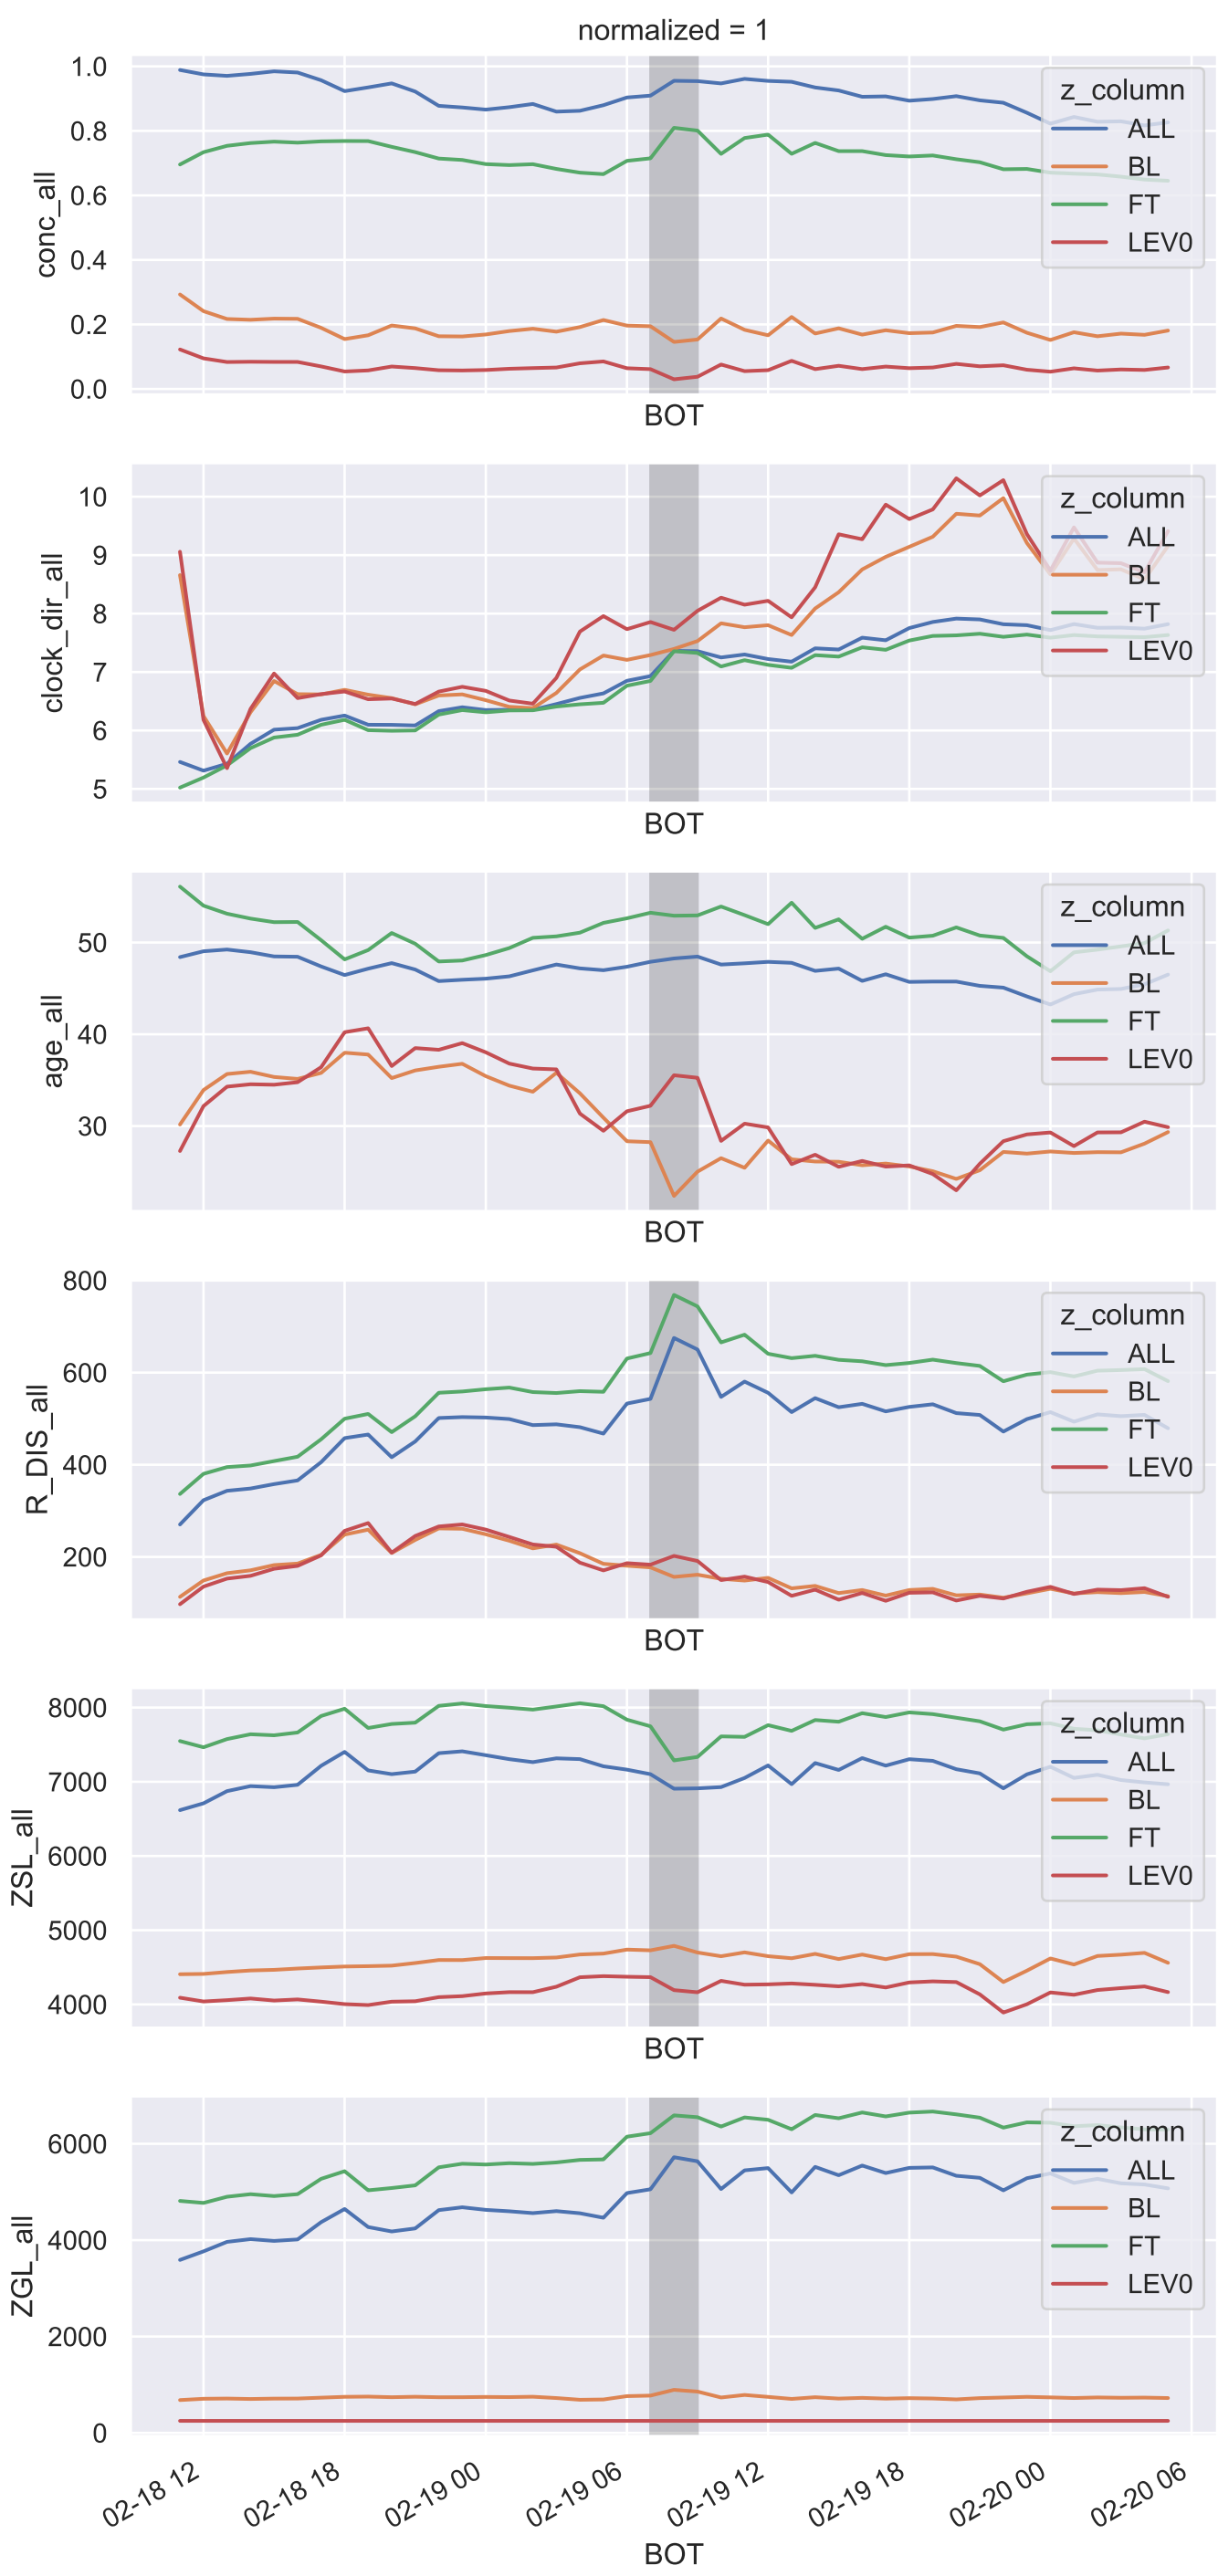 normalized = 1
conc_all
1.0
0.8
0.6
0.4
0.2
0.0
z_column
ALL
BL
FT
LEV0
BOT
clock_dir_all
10
9
8
7
6
5
z_column
ALL
BL
FT
LEV0
BOT
age_all
50
40
30
z_column
ALL
BL
FT
LEV0
BOT
R_DIS_all
800
600
400
200
z_column
ALL
BL
FT
LEV0
BOT
ZSL_all
8000
7000
6000
5000
4000
z_column
ALL
BL
FT
LEV0
BOT
ZGL_all
6000
4000
2000
0
z_column
ALL
BL
FT
LEV0
02-18 12
02-18 18
02-19 00
02-19 06
02-19 12
02-19 18
02-20 00
02-20 06
BOT